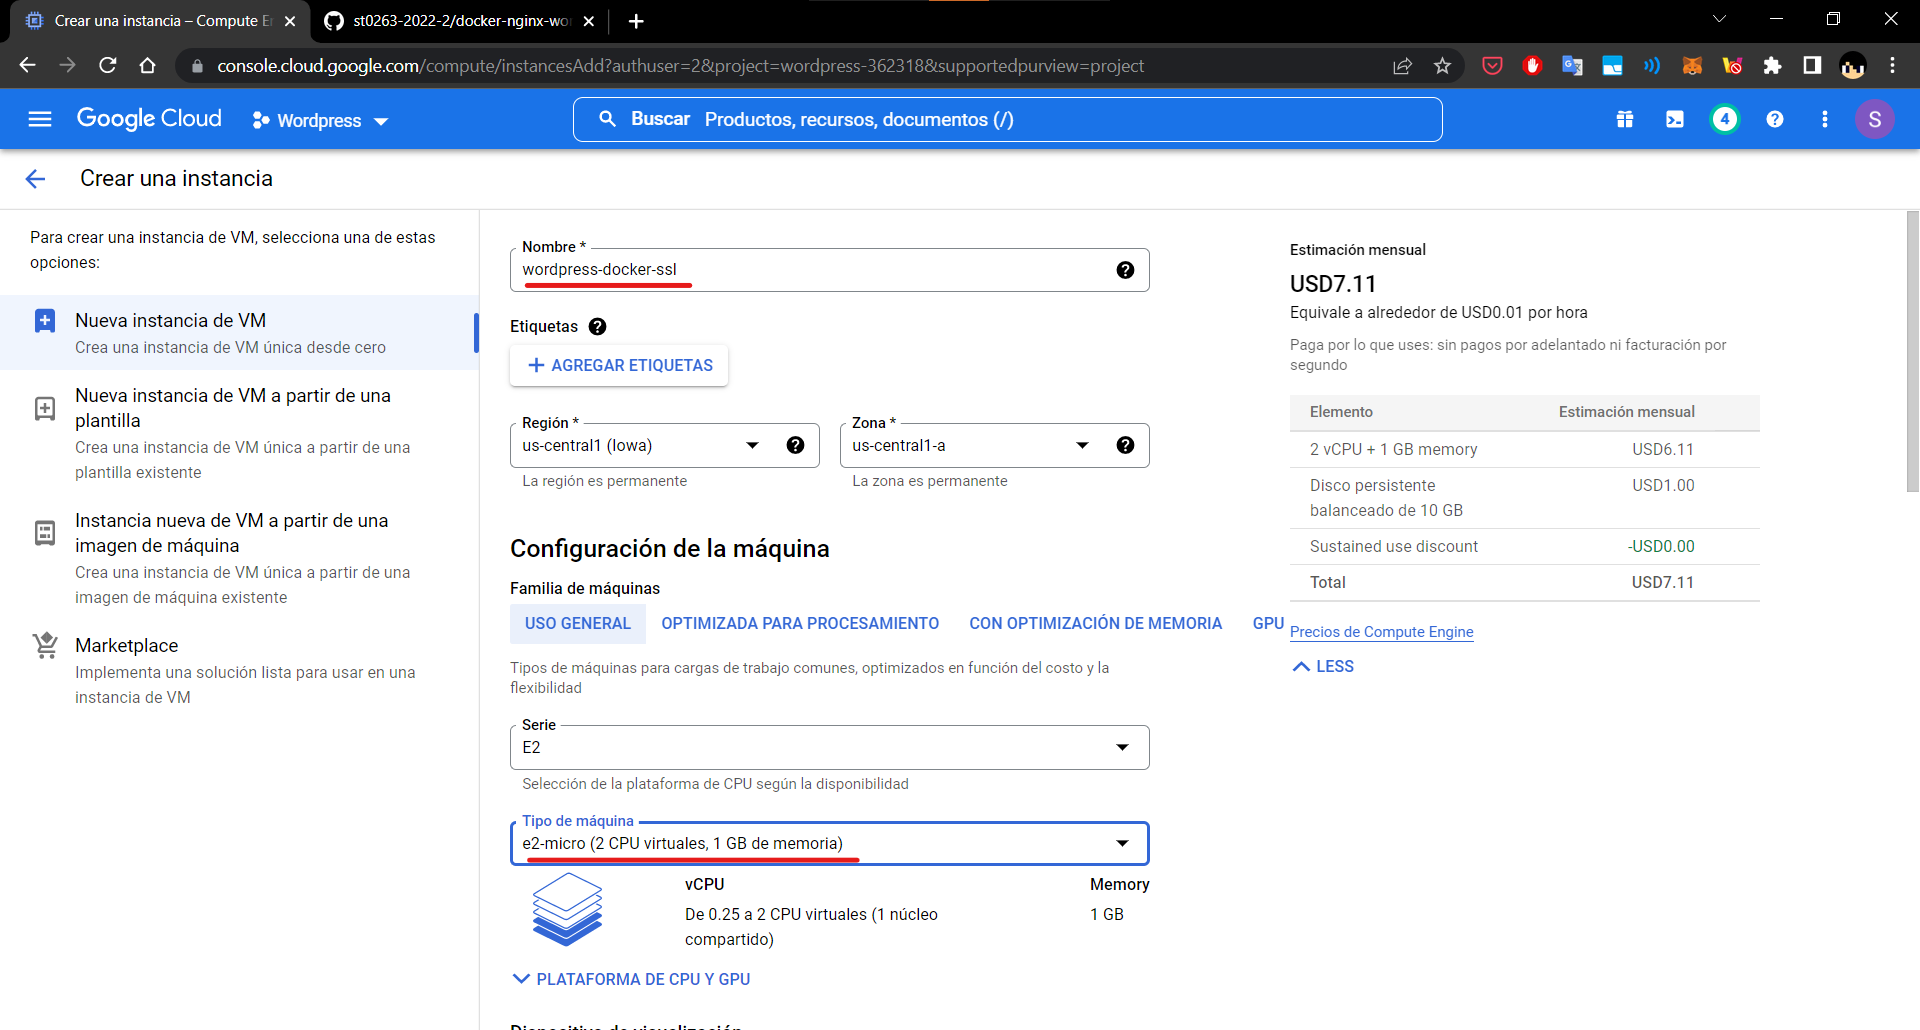 Crear una instancia – Compute E
st0263-2022-2/docker-nginx-wo
console.cloud.google.com/compute/instancesAdd?authuser=2&project=wordpress-362318&supportedpurview=project
Google Cloud
Wordpress
Buscar Productos, recursos, documentos (/)
4
S
Crear una instancia
Para crear una instancia de VM, selecciona una de estas
opciones:
Nueva instancia de VM
Crea una instancia de VM única desde cero
Nueva instancia de VM a partir de una
plantilla
Crea una instancia de VM única a partir de una
plantilla existente
Instancia nueva de VM a partir de una
imagen de máquina
Crea una instancia de VM única a partir de una
imagen de máquina existente
Marketplace
Implementa una solución lista para usar en una
instancia de VM
Nombre *
wordpress-docker-ssl
Etiquetas
AGREGAR ETIQUETAS
Región *
us-central1 (Iowa)
La región es permanente
Zona *
us-central1-a
La zona es permanente
Configuración de la máquina
Familia de máquinas
USO GENERAL OPTIMIZADA PARA PROCESAMIENTO CON OPTIMIZACIÓN DE MEMORIA GPU
Tipos de máquinas para cargas de trabajo comunes, optimizados en función del costo y la
flexibilidad
Serie
E2
Selección de la plataforma de CPU según la disponibilidad
Tipo de máquina
e2-micro (2 CPU virtuales, 1 GB de memoria)
vCPU
De 0.25 a 2 CPU virtuales (1 núcleo
compartido)
Memory
1 GB
PLATAFORMA DE CPU Y GPU
Dispositivo de visualización
Estimación mensual
USD7.11
Equivale a alrededor de USD0.01 por hora
Paga por lo que uses: sin pagos por adelantado ni facturación por
segundo
Elemento Estimación mensual
2 vCPU + 1 GB memory USD6.11
Disco persistente USD1.00
balanceado de 10 GB
Sustained use discount -USD0.00
Total USD7.11
Precios de Compute Engine
LESS